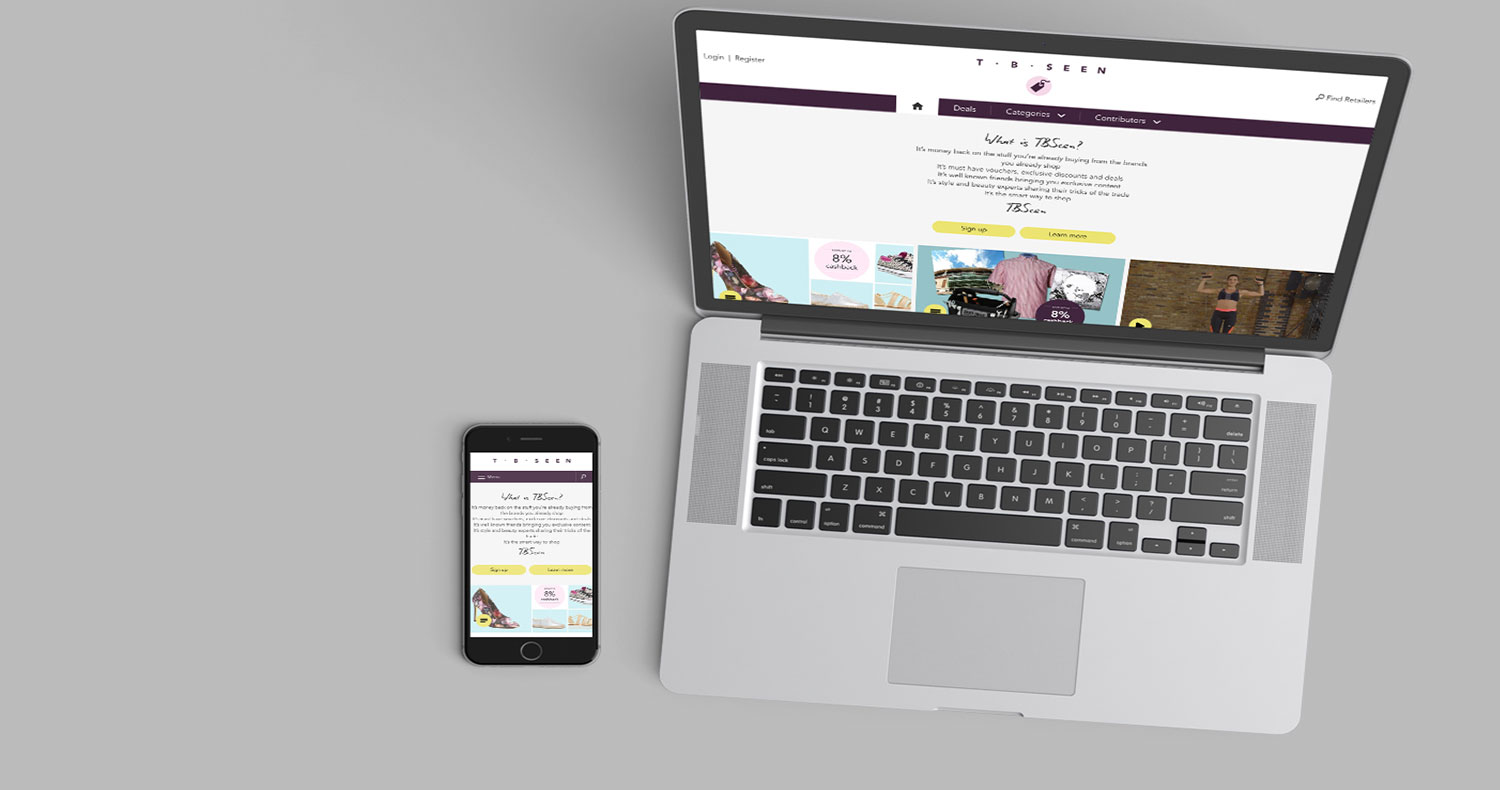 Login | Register
T · B · SEEN
Find Retailers
Deals
Categories
Contributors
What is TBSeen?
It's money back on the stuff you're already buying from the brands
you already shop
It's must have vouchers, exclusive discounts and deals
It's well known friends bringing you exclusive content
It's style and beauty experts sharing their tricks of the trade
It's the smart way to shop
TBSeen
Sign up
Learn more
8%
cashback
8%
cashback
esc
! 1
@ 2
# 3
$ 4
% 5
^ 6
& 7
* 8
( 9
) 0
delete
tab
Q W E R T Y U I O P
caps lock
A S D F G H J K L
return
shift
Z X C V B N M
shift
fn
control
option
command
command
option
T · B · SEEN
Menu
What is TBSeen?
It's money back on the stuff you're already buying from
the brands you already shop
It's must have vouchers, exclusive discounts and deals
It's well known friends bringing you exclusive content
It's style and beauty experts sharing their tricks of the
trade
It's the smart way to shop
TBSeen
Sign up
Learn more
8%
cashback